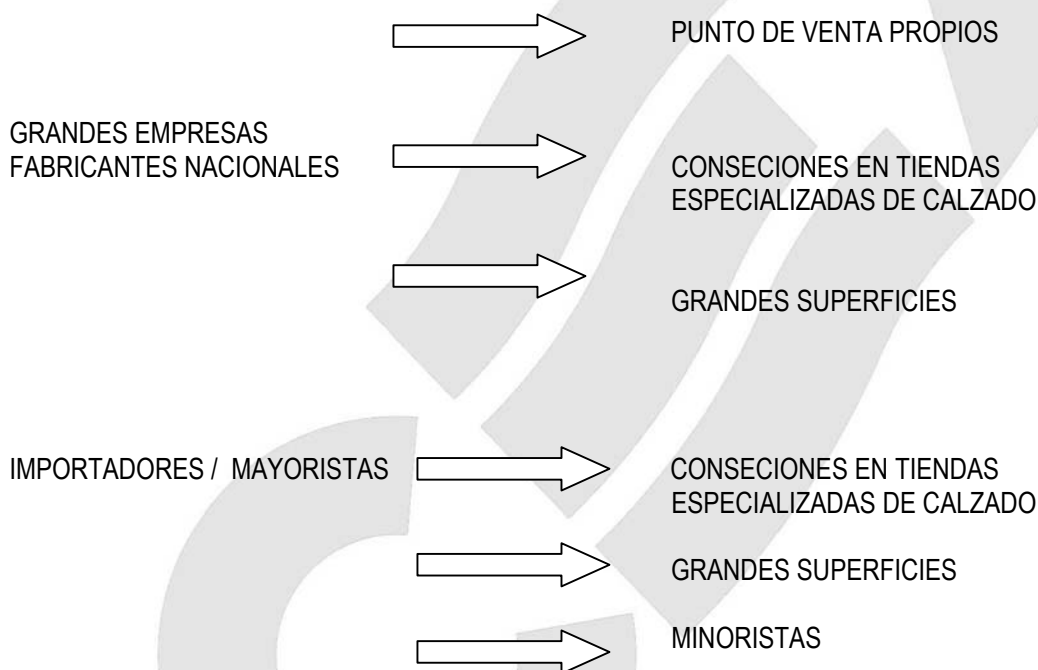 PUNTO DE VENTA PROPIOS
GRANDES EMPRESAS
FABRICANTES NACIONALES
CONSECIONES EN TIENDAS
ESPECIALIZADAS DE CALZADO
GRANDES SUPERFICIES
IMPORTADORES / MAYORISTAS
CONSECIONES EN TIENDAS
ESPECIALIZADAS DE CALZADO
GRANDES SUPERFICIES
MINORISTAS